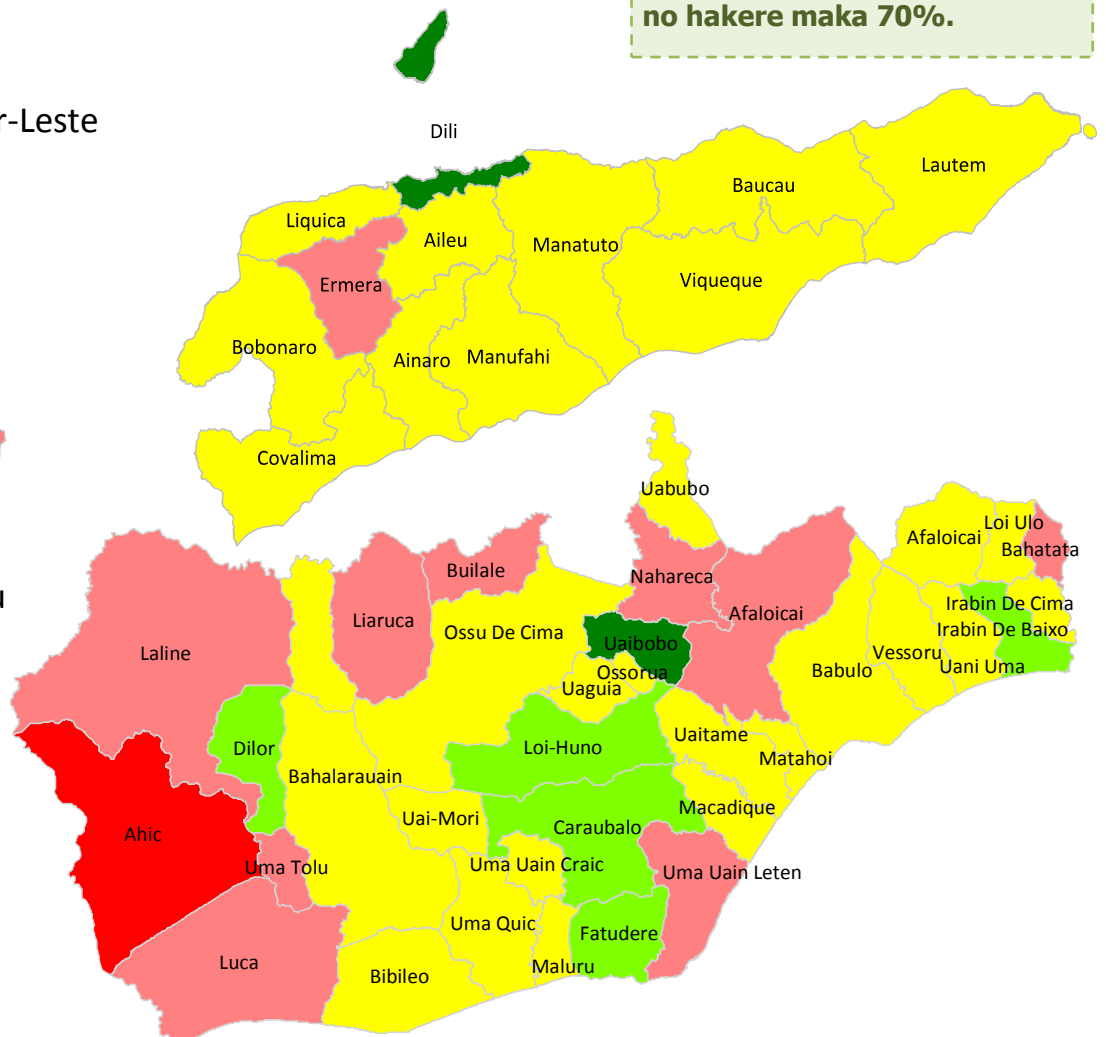 no hakere maka 70%.
r-Leste
Dili
Lautem
Baucau
Liquica
Aileu
Manatuto
Viqueque
Ermera
Bobonaro
Ainaro
Manufahi
Covalima
Uabubo
Loi Ulo
Afaloicai
Bahatata
Builale
Nahareca
u
Irabin De Cima
Liaruca
Afaloicai
Ossu De Cima
Irabin De Baixo
Uaibobo
Laline
Vessoru
Uani Uma
Babulo
Ossorua
Uaguia
Uaitame
Dilor
Loi-Huno
Matahoi
Bahalarauain
Macadique
Uai-Mori
Caraubalo
Ahic
Uma Tolu
Uma Uain Craic
Uma Uain Leten
Uma Quic
Fatudere
Luca
Maluru
Bibileo